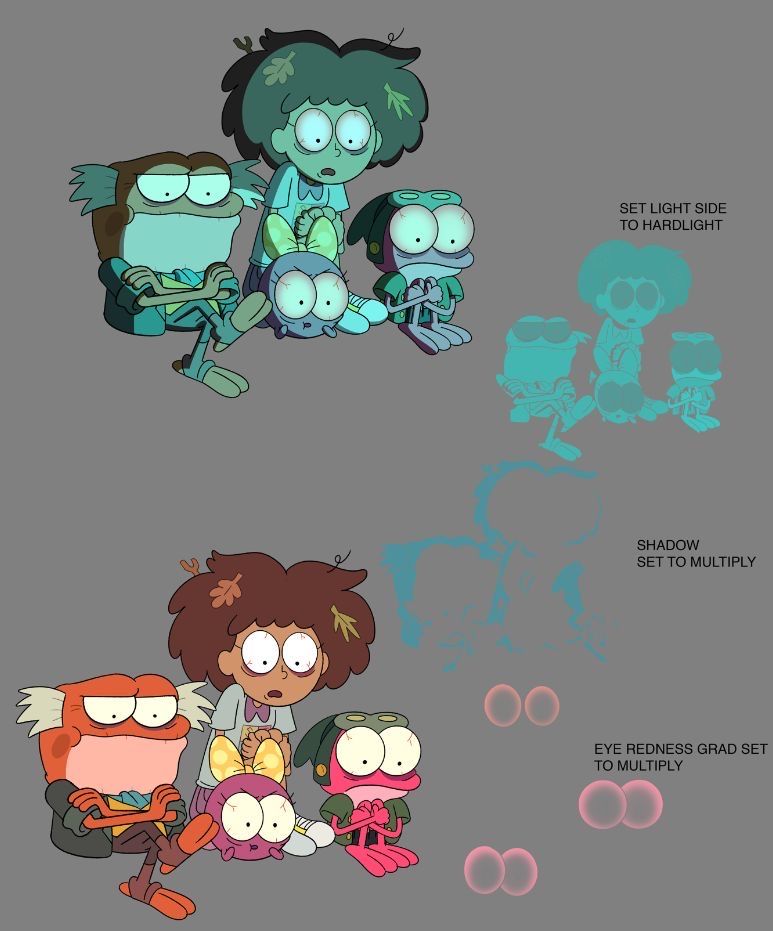 SET LIGHT SIDE
TO HARDLIGHT
SHADOW
SET TO MULTIPLY
EYE REDNESS GRAD SET
TO MULTIPLY